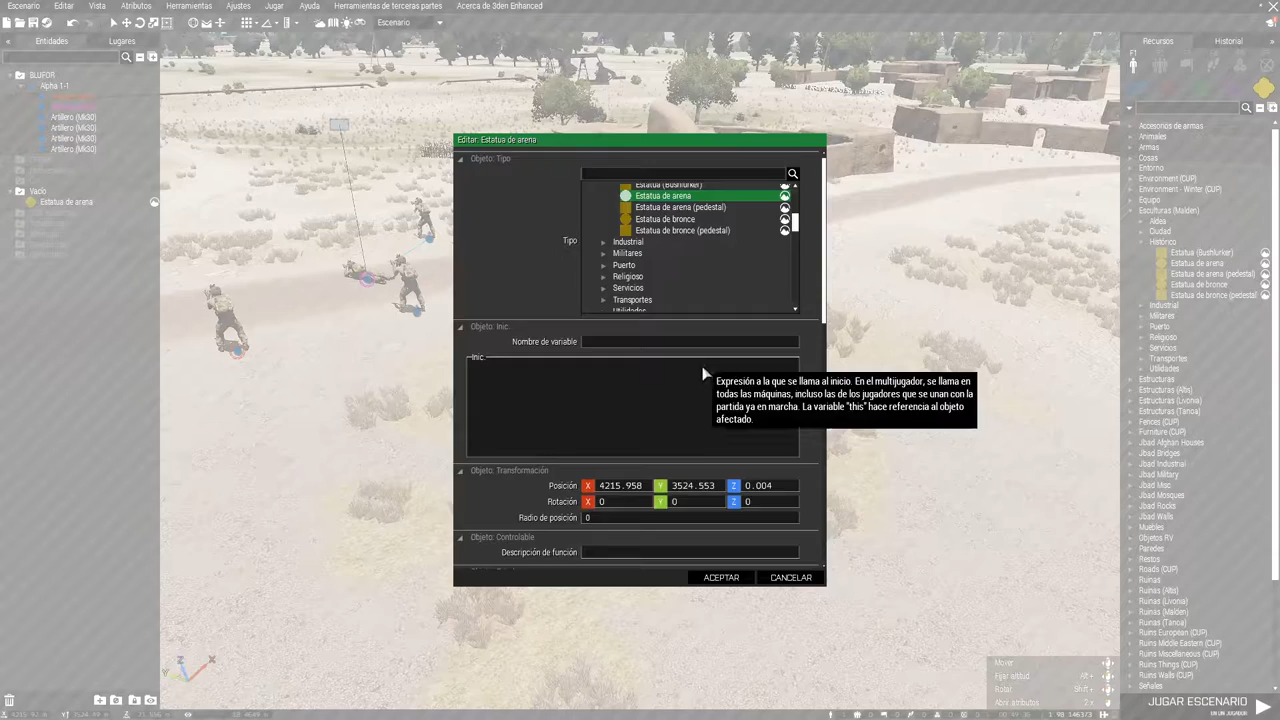 Escenario Editar Vista Atributos Herramientas Ajustes Jugar Ayuda Herramientas de terceras partes Acerca de 3den Enhanced
Escenario
Entidades Lugares
BLUFOR
Alpha 1-1
Artillero (Mk30)
Artillero (Mk30)
Artillero (Mk30)
Artillero (Mk30)
Vacío
Estatua de arena
Editar: Estatua de arena
Objeto: Tipo
Estatua (Bushlurker)
Estatua de arena
Estatua de arena (pedestal)
Estatua de bronce
Estatua de bronce (pedestal)
Tipo
Industrial
Militares
Puerto
Religioso
Servicios
Transportes
Utilidades
Objeto: Inic.
Nombre de variable
Inic.
Expresión a la que se llama al inicio. En el multijugador, se llama en
todas las máquinas, incluso las de los jugadores que se unan con la
partida ya en marcha. La variable "this" hace referencia al objeto
afectado.
Objeto: Transformación
Posición X 4215.958 Y 3524.553 Z 0.004
Rotación X 0 Y 0 Z 0
Radio de posición 0
Objeto: Controlable
Descripción de función
ACEPTAR CANCELAR
Recursos Historial
F1
Accesorios de armas
Animales
Armas
Cosas
Entorno
Environment (CUP)
Environment - Winter (CUP)
Equipo
Esculturas (Malden)
Aldea
Ciudad
Histórico
Estatua (Bushlurker)
Estatua de arena
Estatua de arena (pedestal)
Estatua de bronce
Estatua de bronce (pedestal
Industrial
Militares
Puerto
Religioso
Servicios
Transportes
Utilidades
Estructuras
Estructuras (Altis)
Estructuras (Livonia)
Estructuras (Tanoa)
Fences (CUP)
Furniture (CUP)
Jbad Afghan Houses
Jbad Bridges
Jbad Industrial
Jbad Military
Jbad Misc
Jbad Mosques
Jbad Walls
Muebles
Objetos RV
Paredes
Restos
Roads (CUP)
Ruinas
Ruinas (Altis)
Ruinas (Livonia)
Ruinas (Malden)
Ruinas (Tanoa)
Ruins European (CUP)
Ruins Middle Eastern (CUP)
Ruins Miscellaneous (CUP)
Ruins Things (CUP)
Ruins Walls (CUP)
Señales
Mover
Fijar altitud Alt+
Rotar Shift+
Abrir atributos 2 x
Z X Y
JUGAR ESCENARIO
EN UN JUGADOR